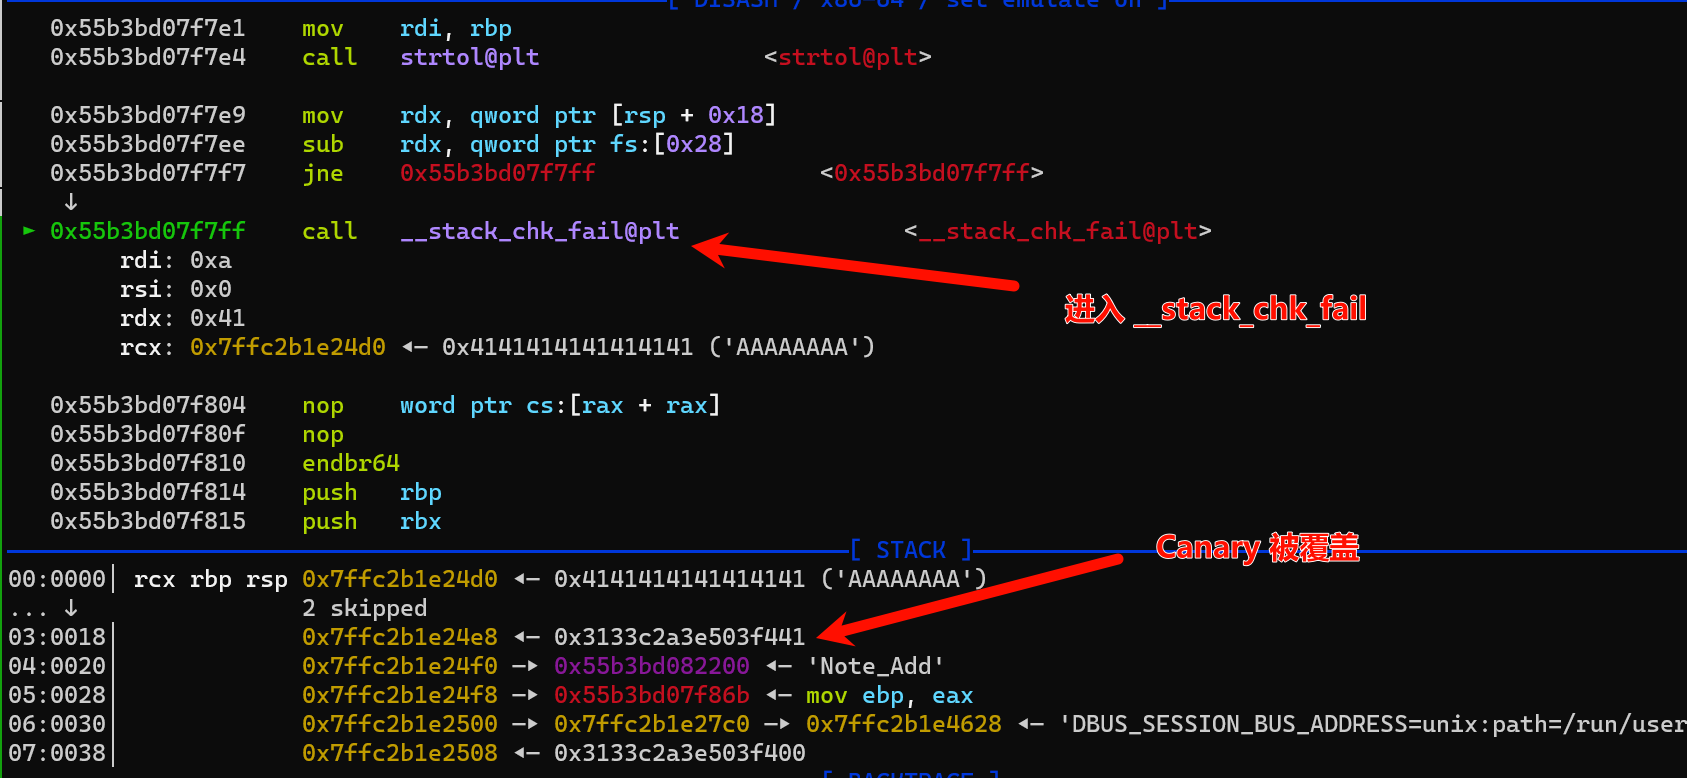 [ DISASM / x86-64 / set emulate on ]
0x55b3bd07f7e1    mov    rdi, rbp
0x55b3bd07f7e4    call   strtol@plt                <strtol@plt>
0x55b3bd07f7e9    mov    rdx, qword ptr [rsp + 0x18]
0x55b3bd07f7ee    sub    rdx, qword ptr fs:[0x28]
0x55b3bd07f7f7    jne    0x55b3bd07f7ff                <0x55b3bd07f7ff>
↓
► 0x55b3bd07f7ff    call   __stack_chk_fail@plt                <__stack_chk_fail@plt>
rdi: 0xa
rsi: 0x0
进入 __stack_chk_fail
rdx: 0x41
rcx: 0x7ffc2b1e24d0 ◂— 0x4141414141414141 ('AAAAAAAA')
0x55b3bd07f804    nop    word ptr cs:[rax + rax]
0x55b3bd07f80f    nop
0x55b3bd07f810    endbr64
0x55b3bd07f814    push   rbp
0x55b3bd07f815    push   rbx
[ STACK ]
Canary 被覆盖
00:0000│ rcx rbp rsp 0x7ffc2b1e24d0 ◂— 0x4141414141414141 ('AAAAAAAA')
... ↓            2 skipped
03:0018│             0x7ffc2b1e24e8 ◂— 0x3133c2a3e503f441
04:0020│             0x7ffc2b1e24f0 —▸ 0x55b3bd082200 ◂— 'Note_Add'
05:0028│             0x7ffc2b1e24f8 —▸ 0x55b3bd07f86b ◂— mov ebp, eax
06:0030│             0x7ffc2b1e2500 —▸ 0x7ffc2b1e27c0 —▸ 0x7ffc2b1e4628 ◂— 'DBUS_SESSION_BUS_ADDRESS=unix:path=/run/user
07:0038│             0x7ffc2b1e2508 ◂— 0x3133c2a3e503f400
[ BACKTRACE ]